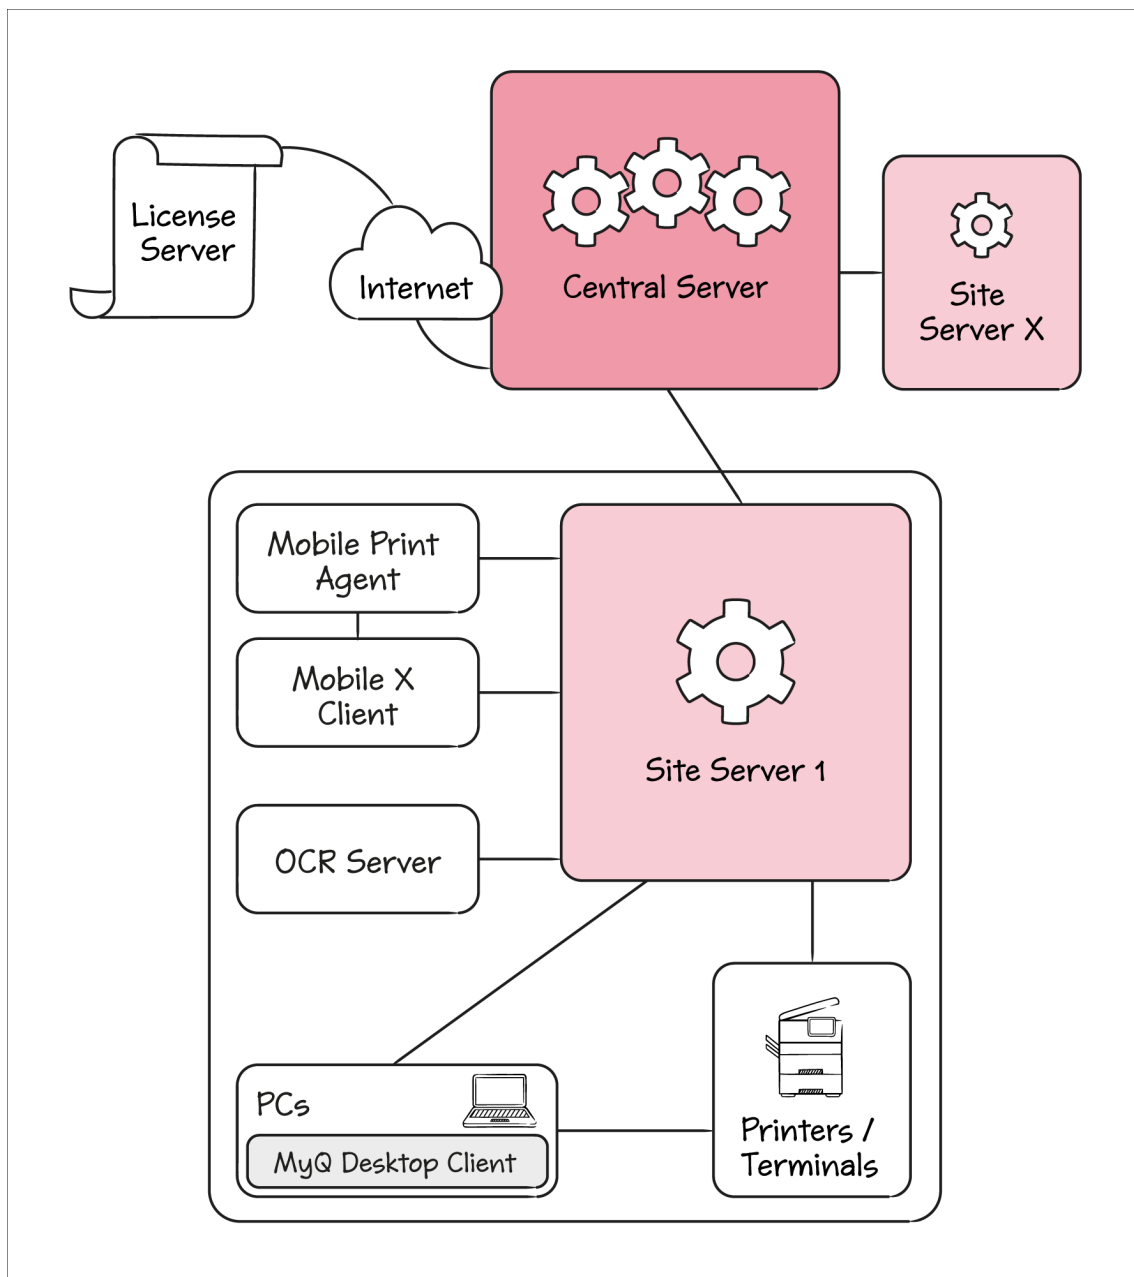 License
Server
Internet
Central Server
Site
Server X
Mobile Print
Agent
Mobile X
Client
OCR Server
Site Server 1
PCs
MyQ Desktop Client
Printers /
Terminals